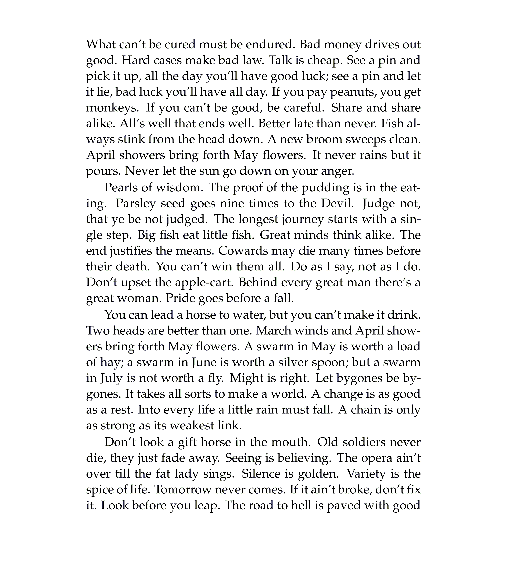 What can't be cured must be endured. Bad money drives out
good. Hard cases make bad law. Talk is cheap. See a pin and
pick it up, all the day you'll have good luck; see a pin and let
it lie, bad luck you'll have all day. If you pay peanuts, you get
monkeys. If you can't be good, be careful. Share and share
alike. All's well that ends well. Better late than never. Fish al-
ways stink from the head down. A new broom sweeps clean.
April showers bring forth May flowers. It never rains but it
pours. Never let the sun go down on your anger.
Pearls of wisdom. The proof of the pudding is in the eat-
ing. Parsley seed goes nine times to the Devil. Judge not,
that ye be not judged. The longest journey starts with a sin-
gle step. Big fish eat little fish. Great minds think alike. The
end justifies the means. Cowards may die many times before
their death. You can't win them all. Do as I say, not as I do.
Don't upset the apple-cart. Behind every great man there's a
great woman. Pride goes before a fall.
You can lead a horse to water, but you can't make it drink.
Two heads are better than one. March winds and April show-
ers bring forth May flowers. A swarm in May is worth a load
of hay; a swarm in June is worth a silver spoon; but a swarm
in July is not worth a fly. Might is right. Let bygones be by-
gones. It takes all sorts to make a world. A change is as good
as a rest. Into every life a little rain must fall. A chain is only
as strong as its weakest link.
Don't look a gift horse in the mouth. Old soldiers never
die, they just fade away. Seeing is believing. The opera ain't
over till the fat lady sings. Silence is golden. Variety is the
spice of life. Tomorrow never comes. If it ain't broke, don't fix
it. Look before you leap. The road to hell is paved with good